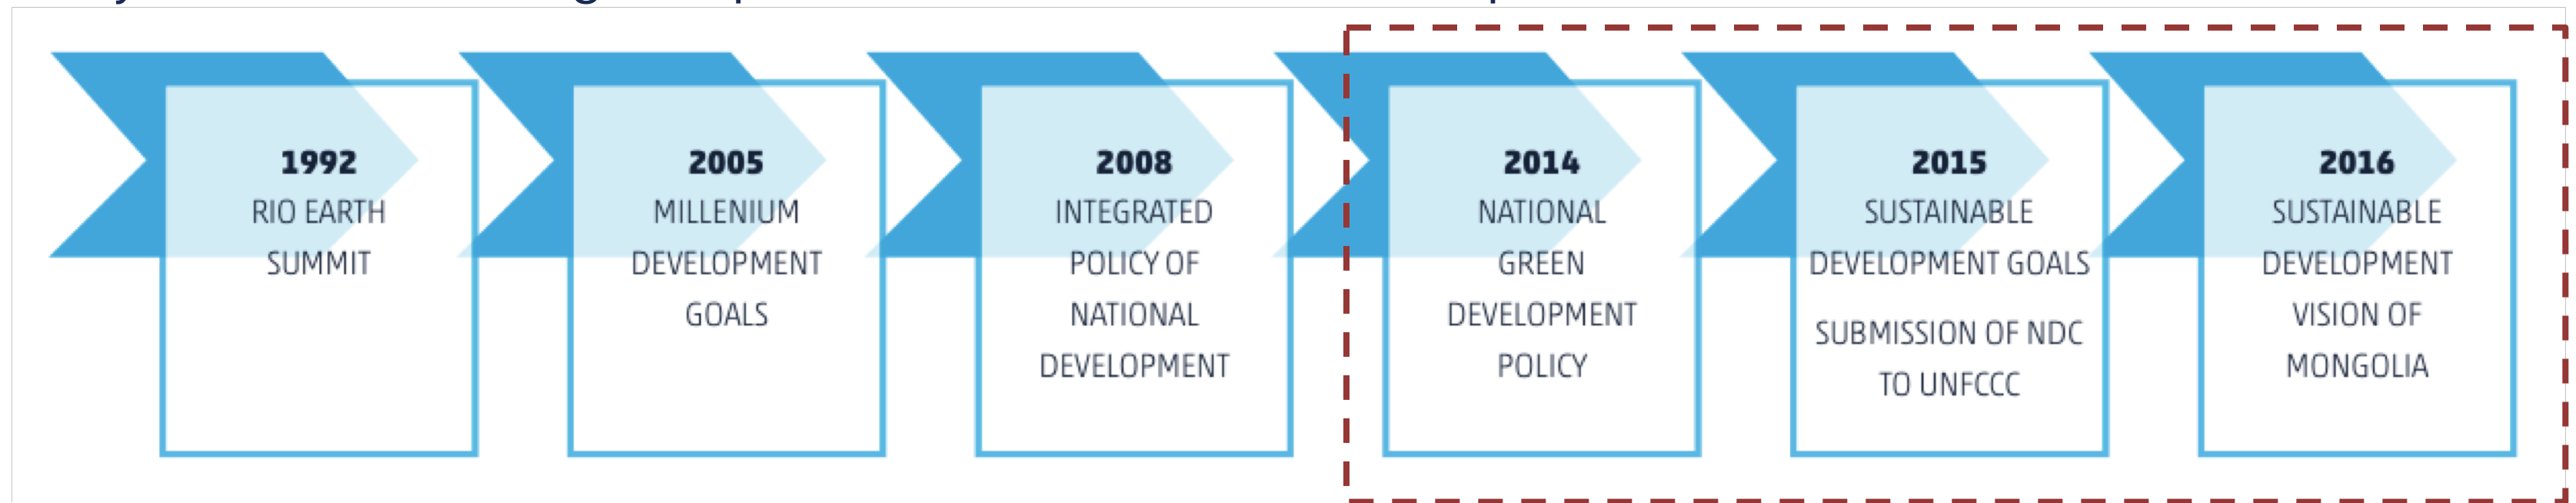 1992
RIO EARTH
SUMMIT
2005
MILLENIUM
DEVELOPMENT
GOALS
2008
INTEGRATED
POLICY OF
NATIONAL
DEVELOPMENT
2014
NATIONAL
GREEN
DEVELOPMENT
POLICY
2015
SUSTAINABLE
DEVELOPMENT GOALS
SUBMISSION OF NDC
TO UNFCCC
2016
SUSTAINABLE
DEVELOPMENT
VISION OF
MONGOLIA